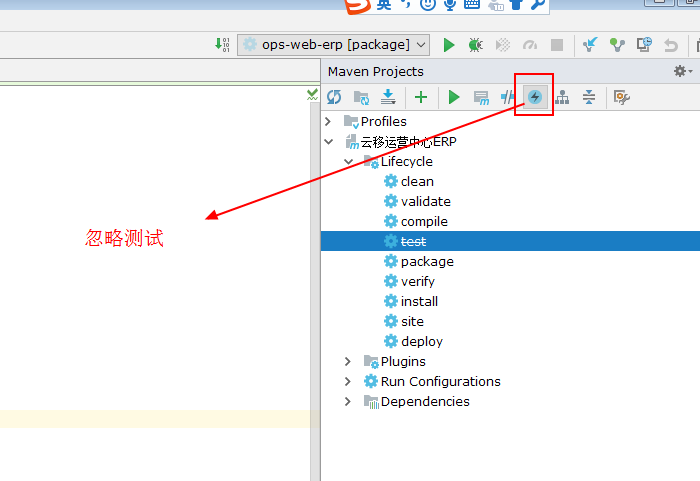 英
ops-web-erp [package]
Maven Projects
Profiles
云移运营中心ERP
Lifecycle
clean
validate
compile
test
package
verify
install
site
deploy
Plugins
Run Configurations
Dependencies
忽略测试